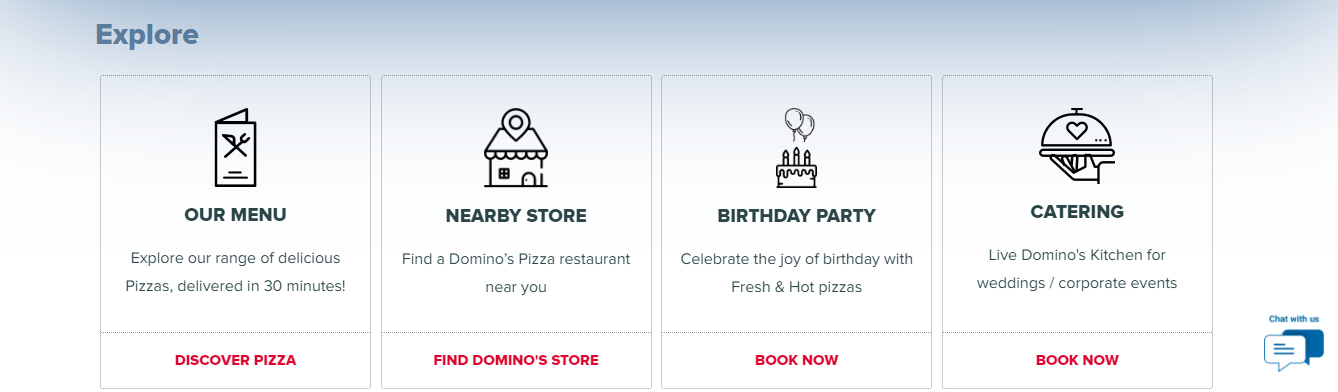 Explore
OUR MENU
Explore our range of delicious
Pizzas, delivered in 30 minutes!
DISCOVER PIZZA
NEARBY STORE
Find a Domino’s Pizza restaurant
near you
FIND DOMINO'S STORE
BIRTHDAY PARTY
Celebrate the joy of birthday with
Fresh & Hot pizzas
BOOK NOW
CATERING
Live Domino's Kitchen for
weddings / corporate events
BOOK NOW
Chat with us